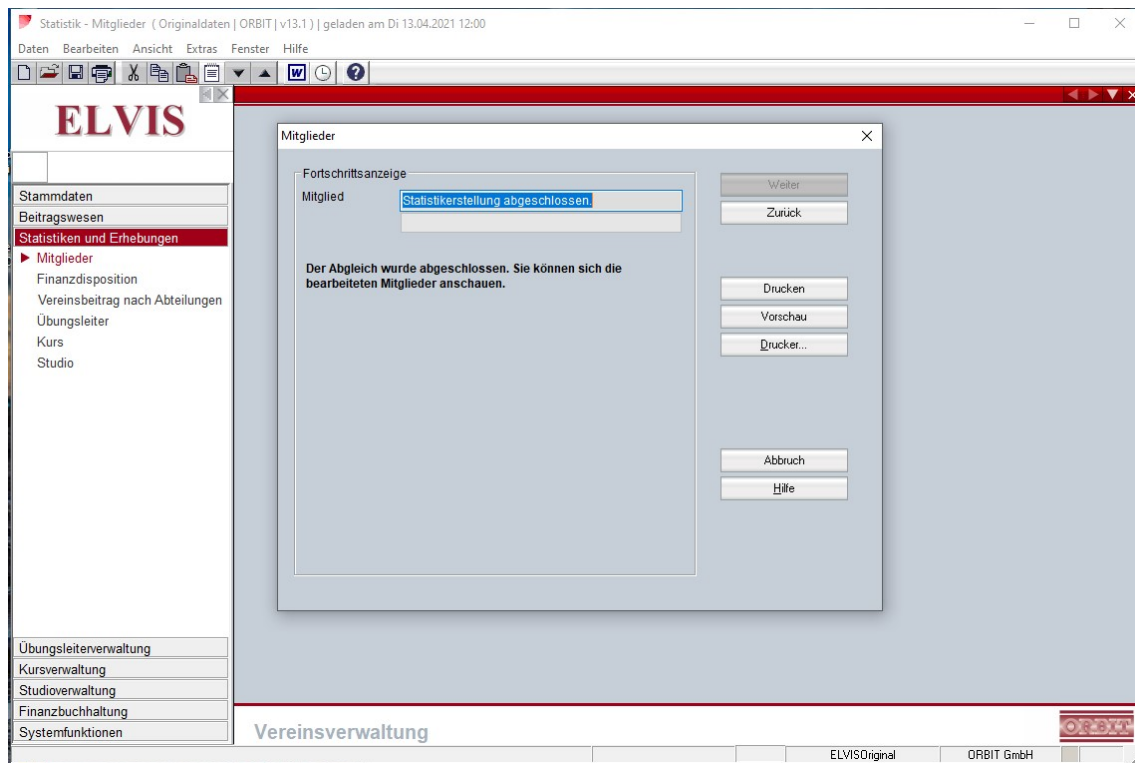 Statistik - Mitglieder ( Originaldaten | ORBIT | v13.1 ) | geladen am Di 13.04.2021 12:00
Daten Bearbeiten Ansicht Extras Fenster Hilfe
W ?
ELVIS
Stammdaten
Beitragswesen
Statistiken und Erhebungen
Mitglieder
Finanzdisposition
Vereinsbeitrag nach Abteilungen
Übungsleiter
Kurs
Studio
Übungsleiterverwaltung
Kursverwaltung
Studioverwaltung
Finanzbuchhaltung
Systemfunktionen
Mitglieder
Fortschrittsanzeige
Mitglied Statistikerstellung abgeschlossen.
Der Abgleich wurde abgeschlossen. Sie können sich die
bearbeiteten Mitglieder anschauen.
Weiter
Zurück
Drucken
Vorschau
Drucker...
Abbruch
Hilfe
Vereinsverwaltung
ORBIT
ELVISOriginal ORBIT GmbH